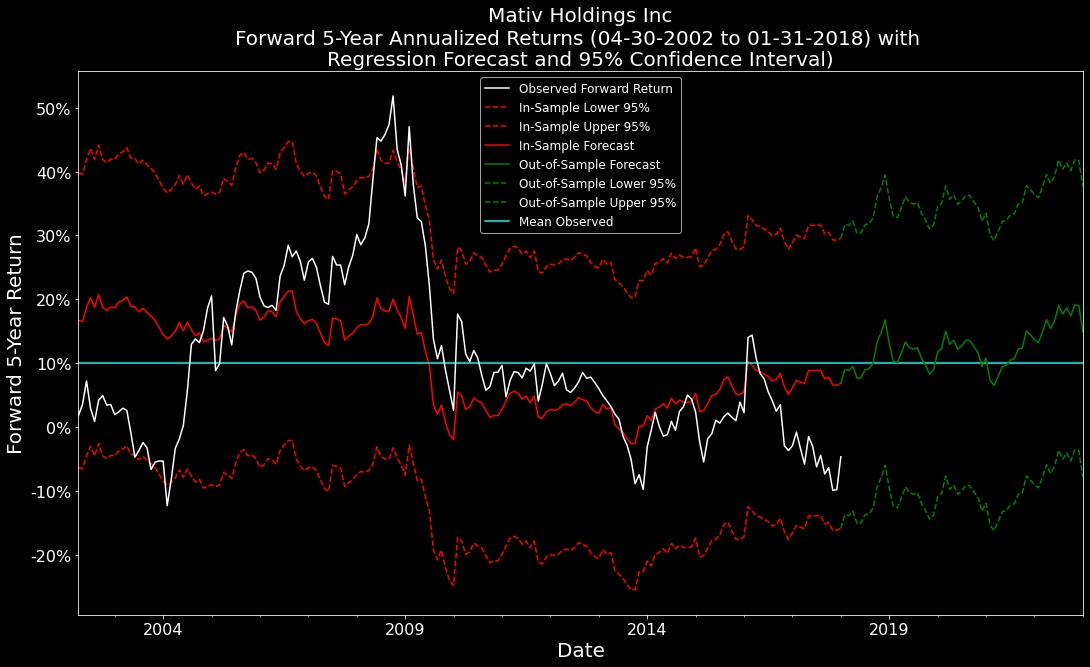 Mativ Holdings Inc
Forward 5-Year Annualized Returns (04-30-2002 to 01-31-2018) with
Regression Forecast and 95% Confidence Interval)
Observed Forward Return
In-Sample Lower 95%
In-Sample Upper 95%
In-Sample Forecast
Out-of-Sample Forecast
Out-of-Sample Lower 95%
Out-of-Sample Upper 95%
Mean Observed
Forward 5-Year Return
50%
40%
30%
20%
10%
0%
-10%
-20%
2004
2009
2014
2019
Date